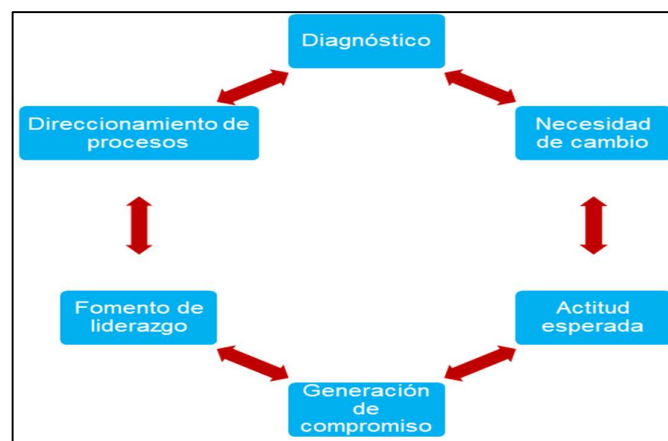 Diagnóstico
Direccionamiento de
procesos
Necesidad
de cambio
Fomento de
liderazgo
Actitud
esperada
Generación
de
compromiso